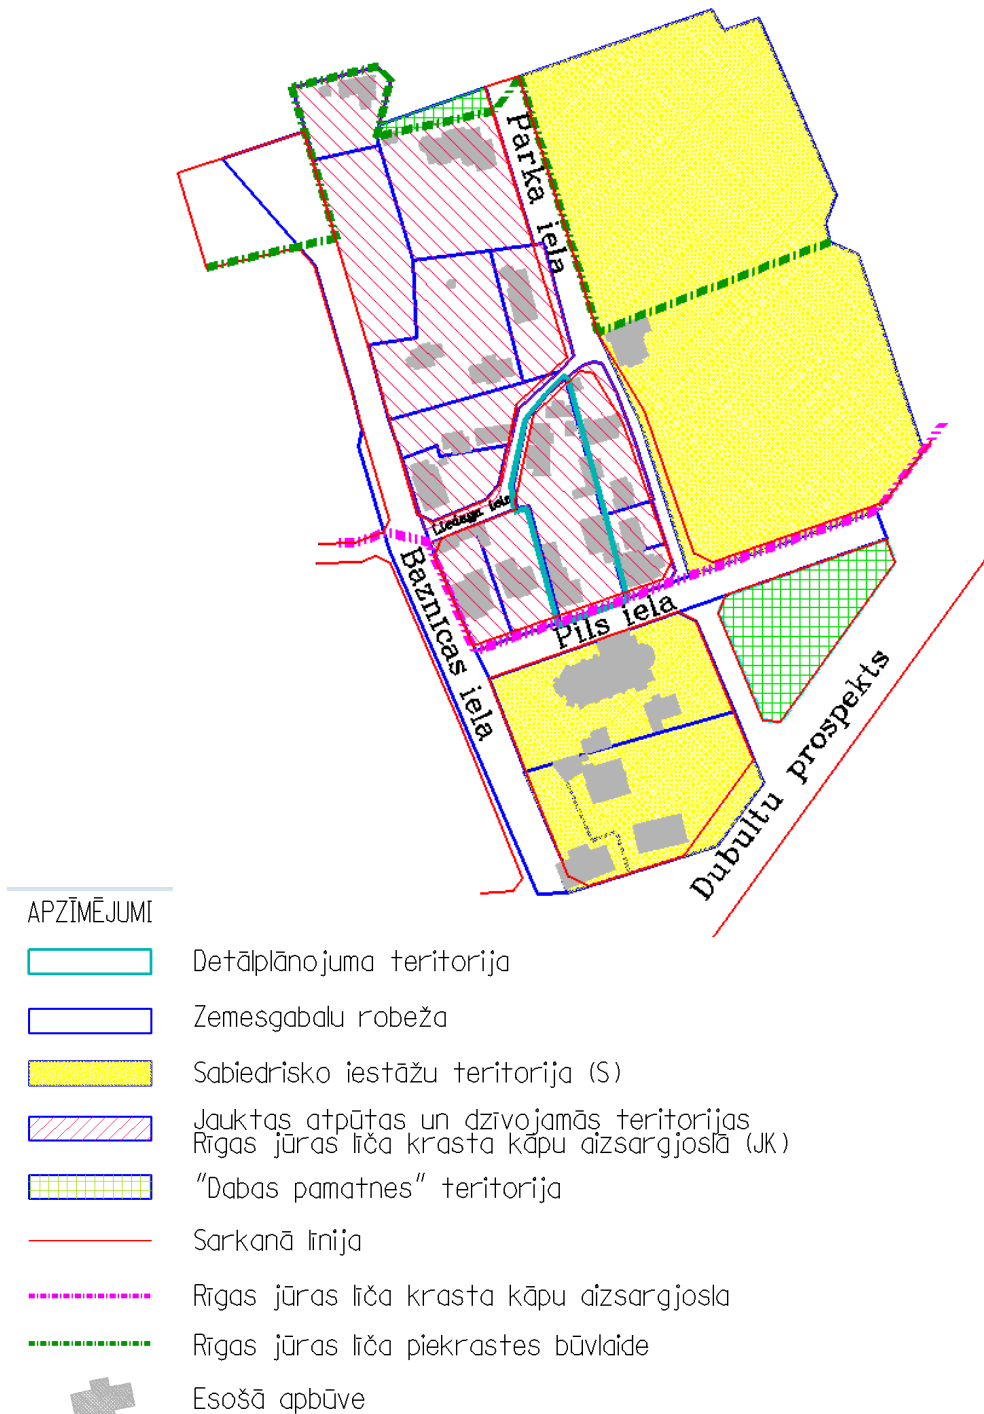 Parka iela
Liedaga iela
Baznīcas iela
Pils iela
Dubultu prospekts
APZĪMĒJUMI
Detālplānojuma teritorija
Zemesgabalu robeža
Sabiedrisko iestāžu teritorija (S)
Jauktas atpūtas un dzīvojamās teritorijas
Rīgas jūras līča krasta kāpu aizsargjoslā (JK)
"Dabas pamatnes" teritorija
Sarkanā līnija
Rīgas jūras līča krasta kāpu aizsargjosla
Rīgas jūras līča piekrastes būvlaide
Esošā apbūve